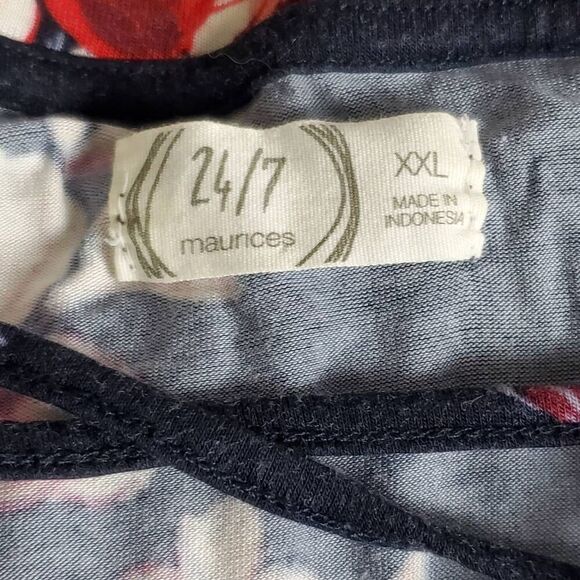 24/7
maurices
XXL
MADE IN
INDONESIA